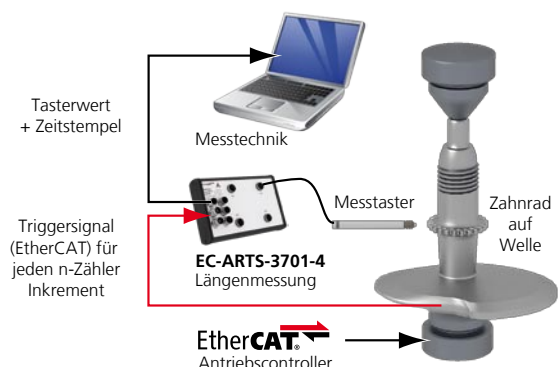 Tasterwert
+ Zeitstempel
Messtechnik
Messtaster
Zahnrad
auf
Welle
Triggersignal
(EtherCAT) für
jeden n-Zähler
Inkrement
EC-ARTS-3701-4
Längenmessung
EtherCAT®
Antriebscontroller